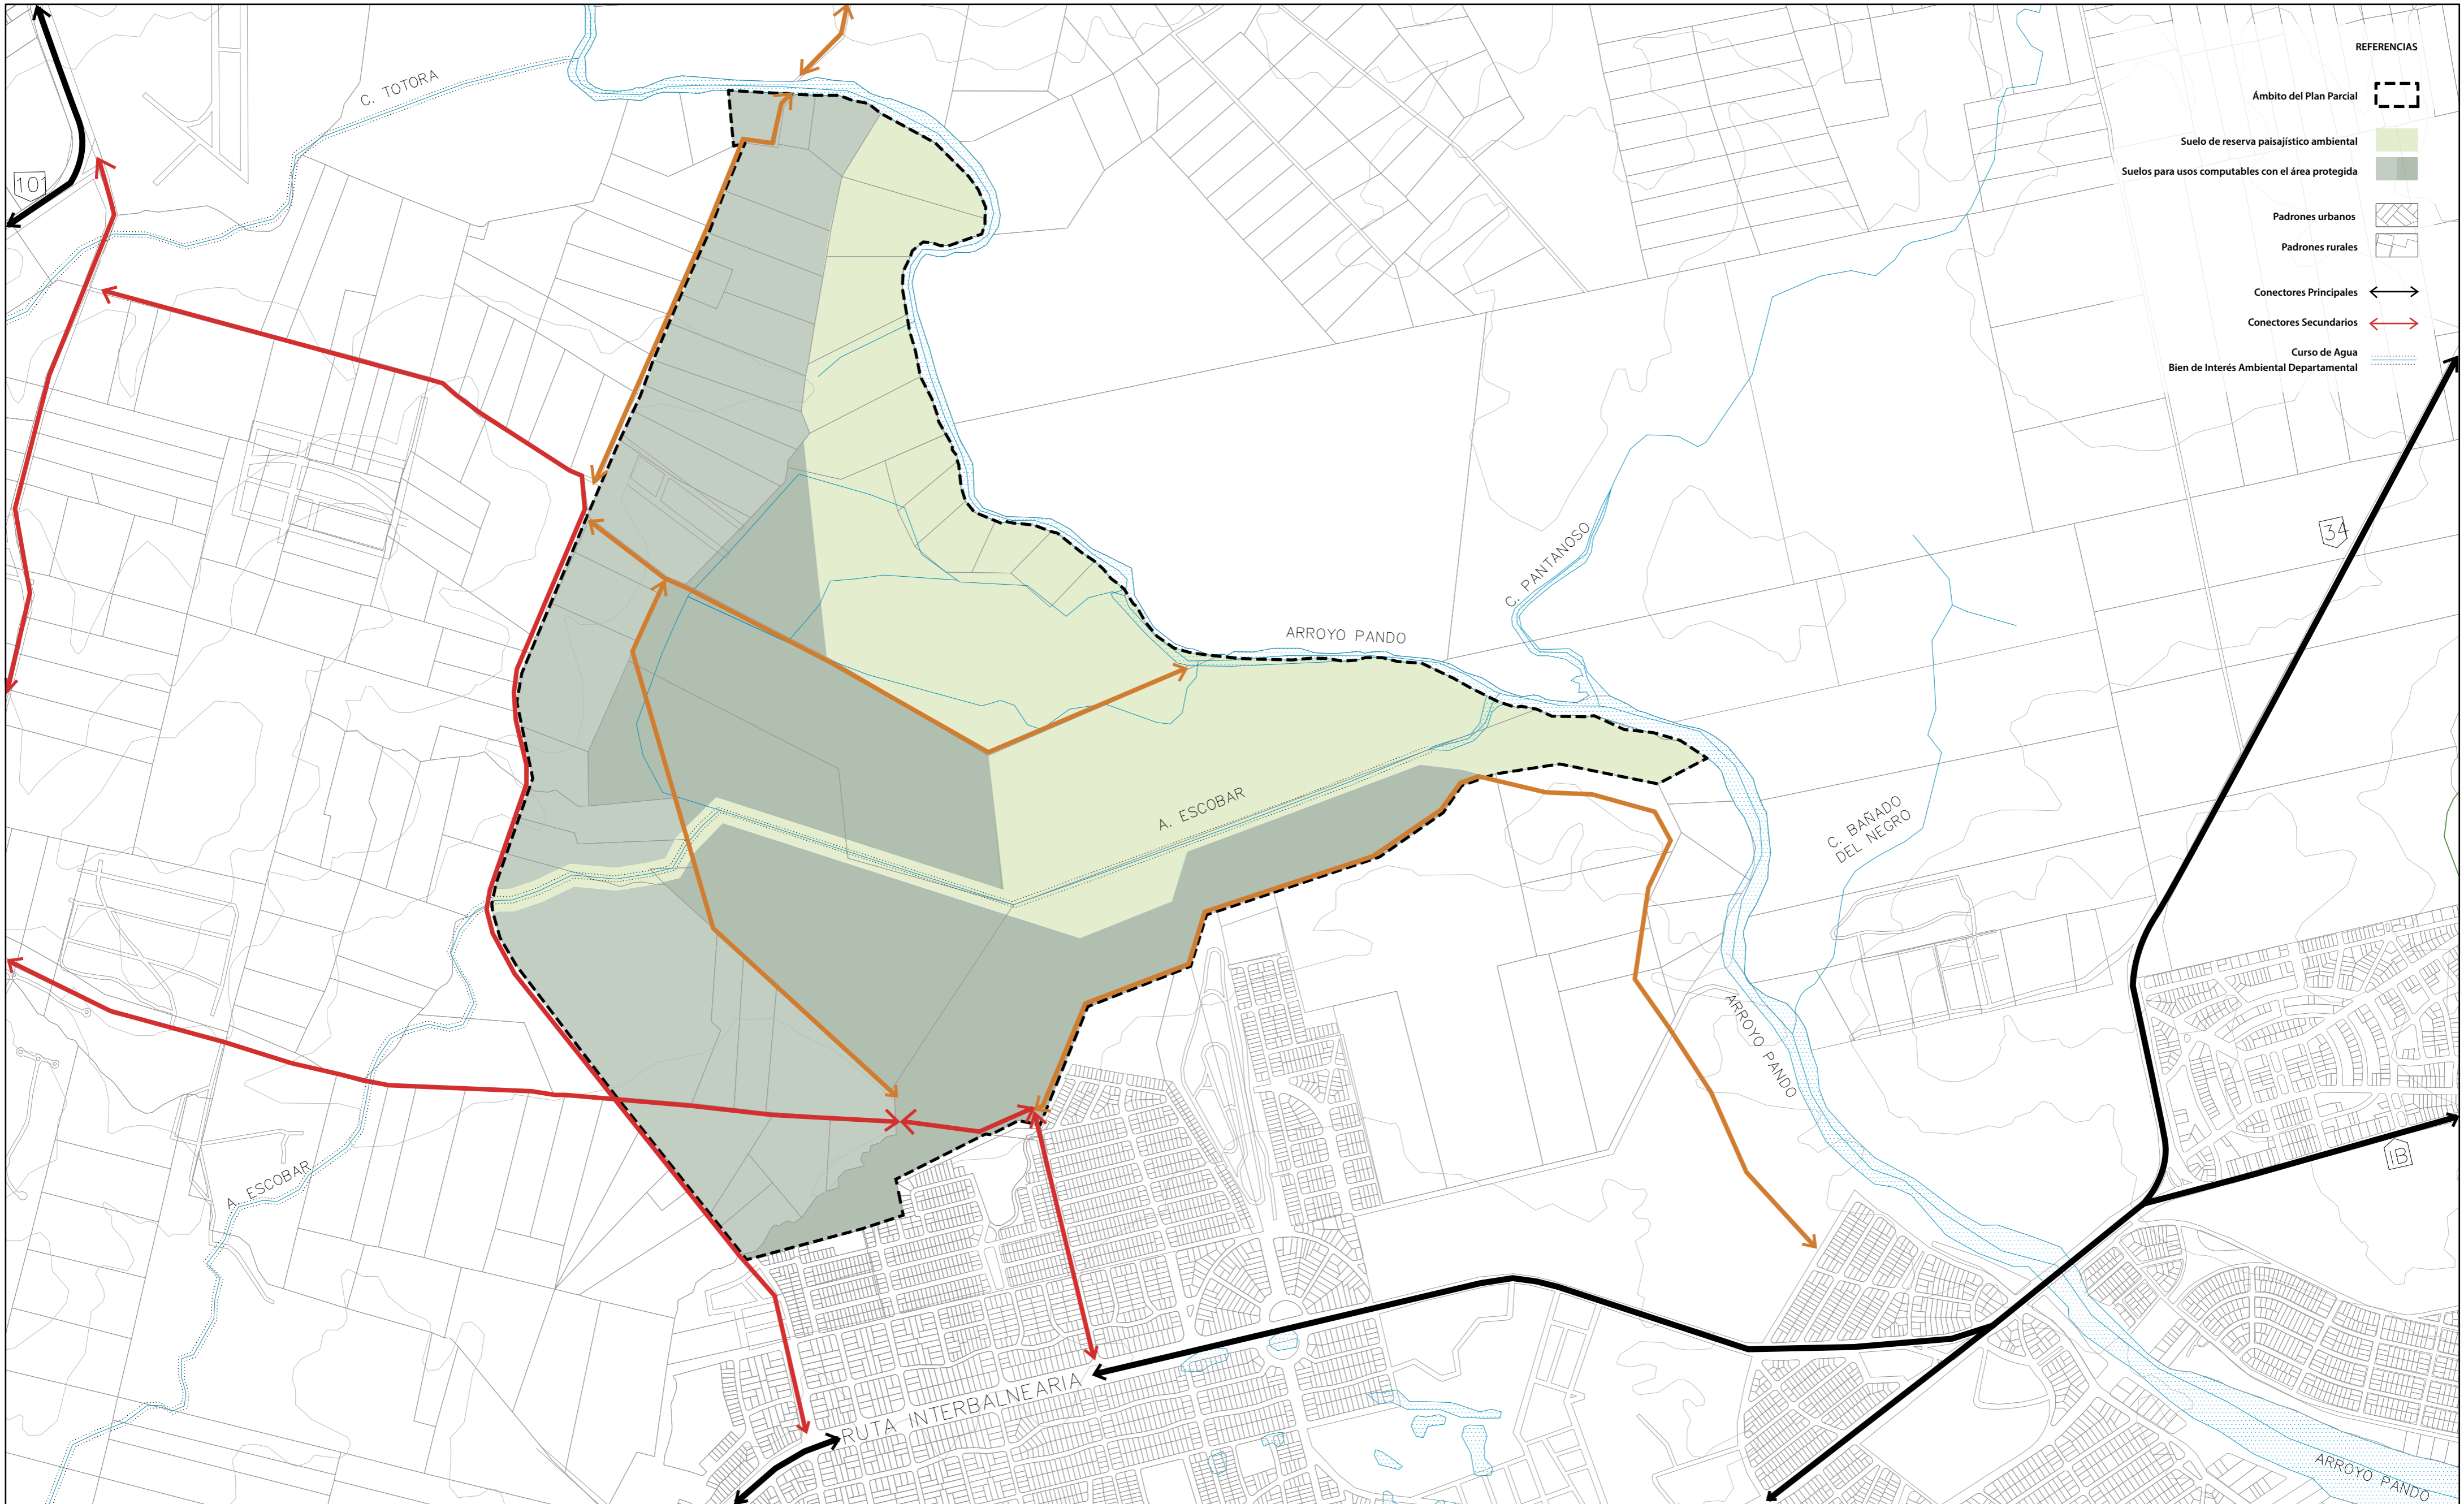 REFERENCIAS
Ámbito del Plan Parcial
Suelo de reserva paisajístico ambiental
Suelos para usos computables con el área protegida
Padrones urbanos
Padrones rurales
Conectores Principales
Conectores Secundarios
Curso de Agua
Bien de Interés Ambiental Departamental
C. TOTORA
101
34
C. PANTANOSO
ARROYO PANDO
A. ESCOBAR
C. BAÑADO
DEL NEGRO
ARROYO PANDO
A. ESCOBAR
IB
RUTA INTERBALNEARIA
ARROYO PANDO